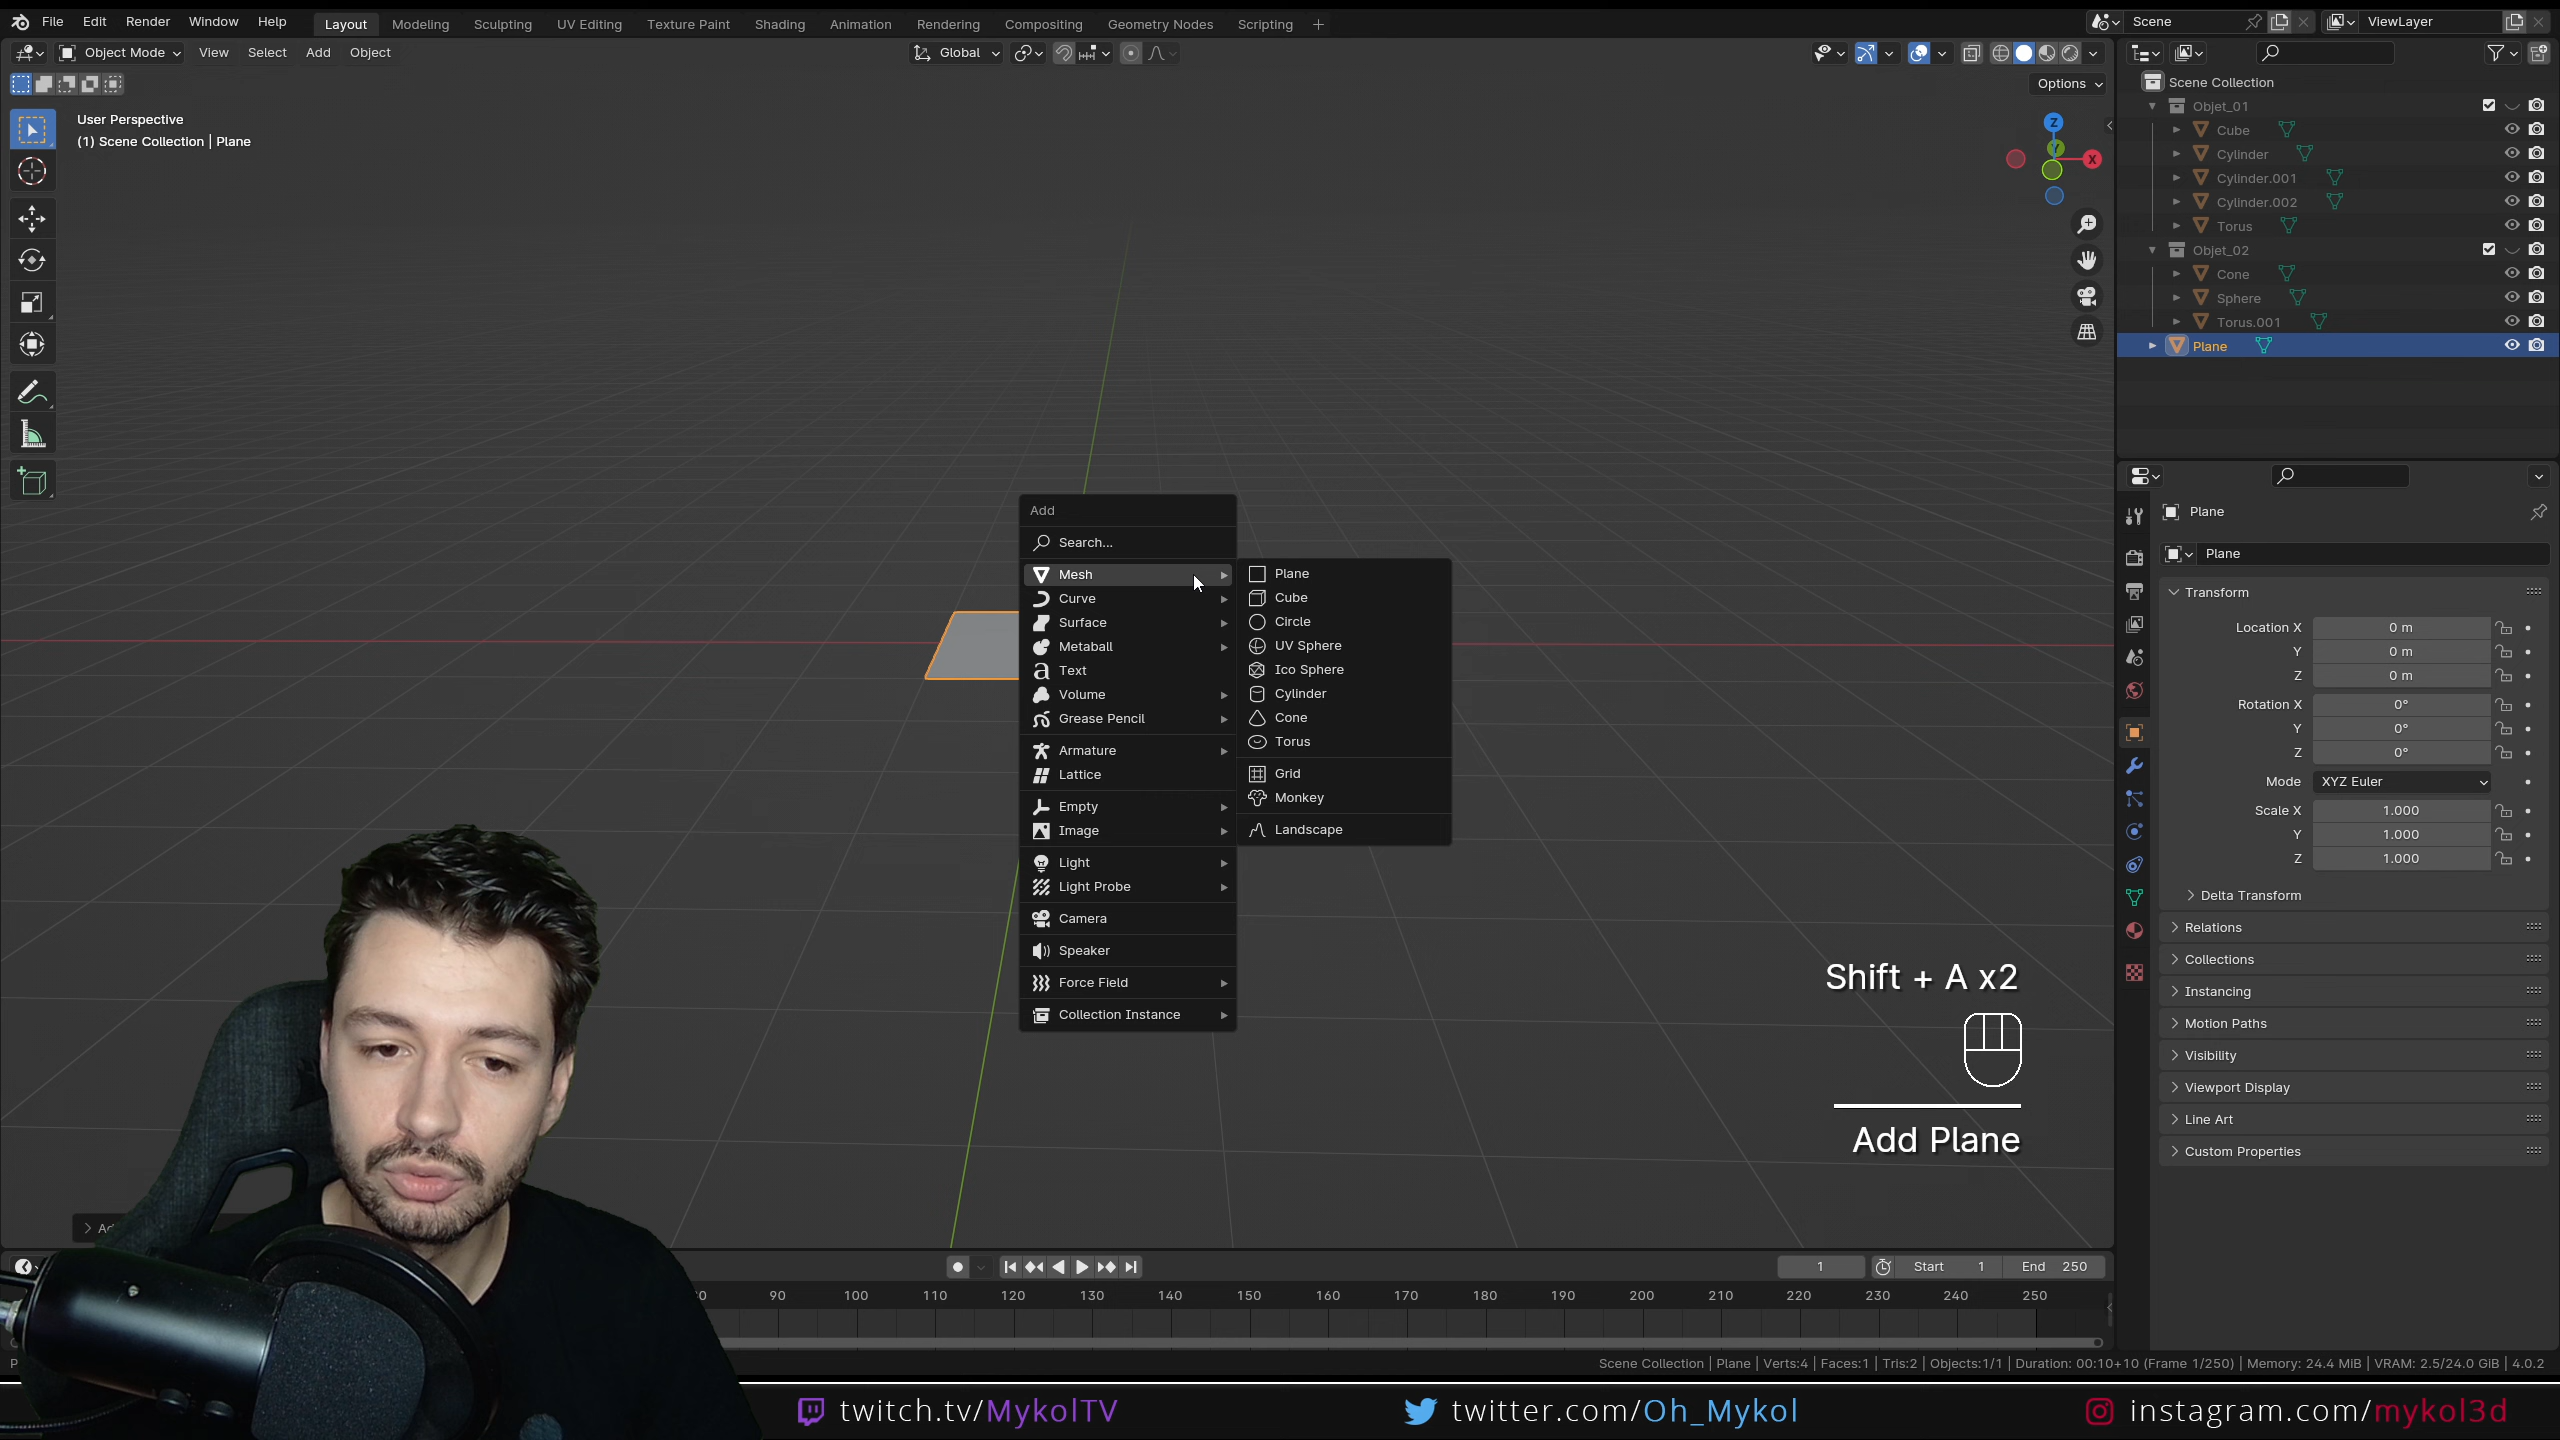 File Edit Render Window Help Layout Modeling Sculpting UV Editing Texture Paint Shading Animation Rendering Compositing Geometry Nodes Scripting Scene ViewLayer
Object Mode View Select Add Object Global
Options
User Perspective
(1) Scene Collection | Plane
Z
Y
X
Add
Search...
Mesh
Curve
Surface
Metaball
Text
Volume
Grease Pencil
Armature
Lattice
Empty
Image
Light
Light Probe
Camera
Speaker
Force Field
Collection Instance
Plane
Cube
Circle
UV Sphere
Ico Sphere
Cylinder
Cone
Torus
Grid
Monkey
Landscape
Shift + A x2
Add Plane
Scene Collection
Objet_01
Cube
Cylinder
Cylinder.001
Cylinder.002
Torus
Objet_02
Cone
Sphere
Torus.001
Plane
Plane
Plane
Transform
Location X 0 m
Y 0 m
Z 0 m
Rotation X 0°
Y 0°
Z 0°
Mode XYZ Euler
Scale X 1.000
Y 1.000
Z 1.000
Delta Transform
Relations
Collections
Instancing
Motion Paths
Visibility
Viewport Display
Line Art
Custom Properties
1 Start 1 End 250
90 100 110 120 130 140 150 160 170 180 190 200 210 220 230 240 250
Scene Collection | Plane | Verts:4 | Faces:1 | Tris:2 | Objects:1/1 | Duration: 00:10+10 (Frame 1/250) | Memory: 24.4 MiB | VRAM: 2.5/24.0 GiB | 4.0.2
twitch.tv/MykolTV twitter.com/Oh_Mykol instagram.com/mykol3d